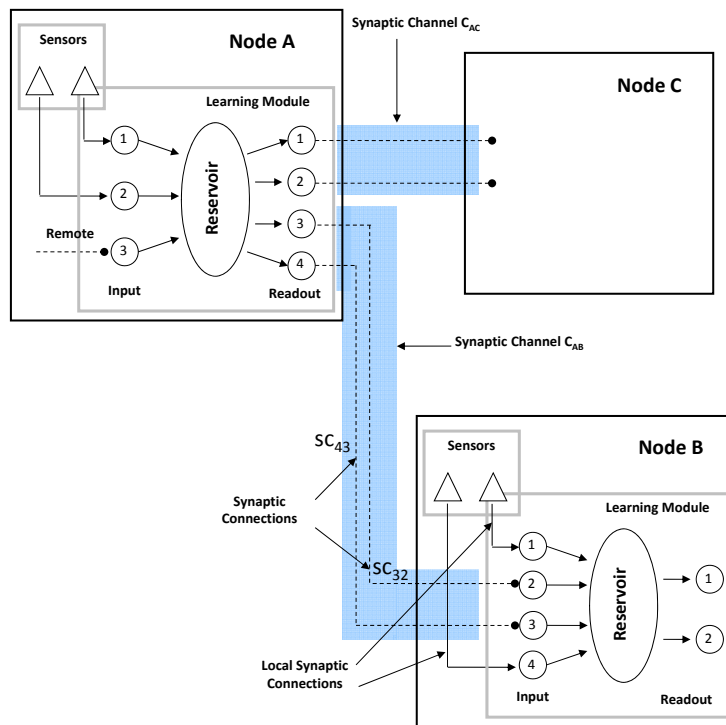 Synaptic Channel C_AC
Sensors
Node A
Node C
Learning Module
1
1
2
2
Reservoir
3
Remote
3
4
Input
Readout
Synaptic Channel C_AB
SC_43
Sensors
Node B
Synaptic
Connections
Learning Module
1
SC_32
2
1
3
Reservoir
2
4
Local Synaptic
Connections
Input
Readout